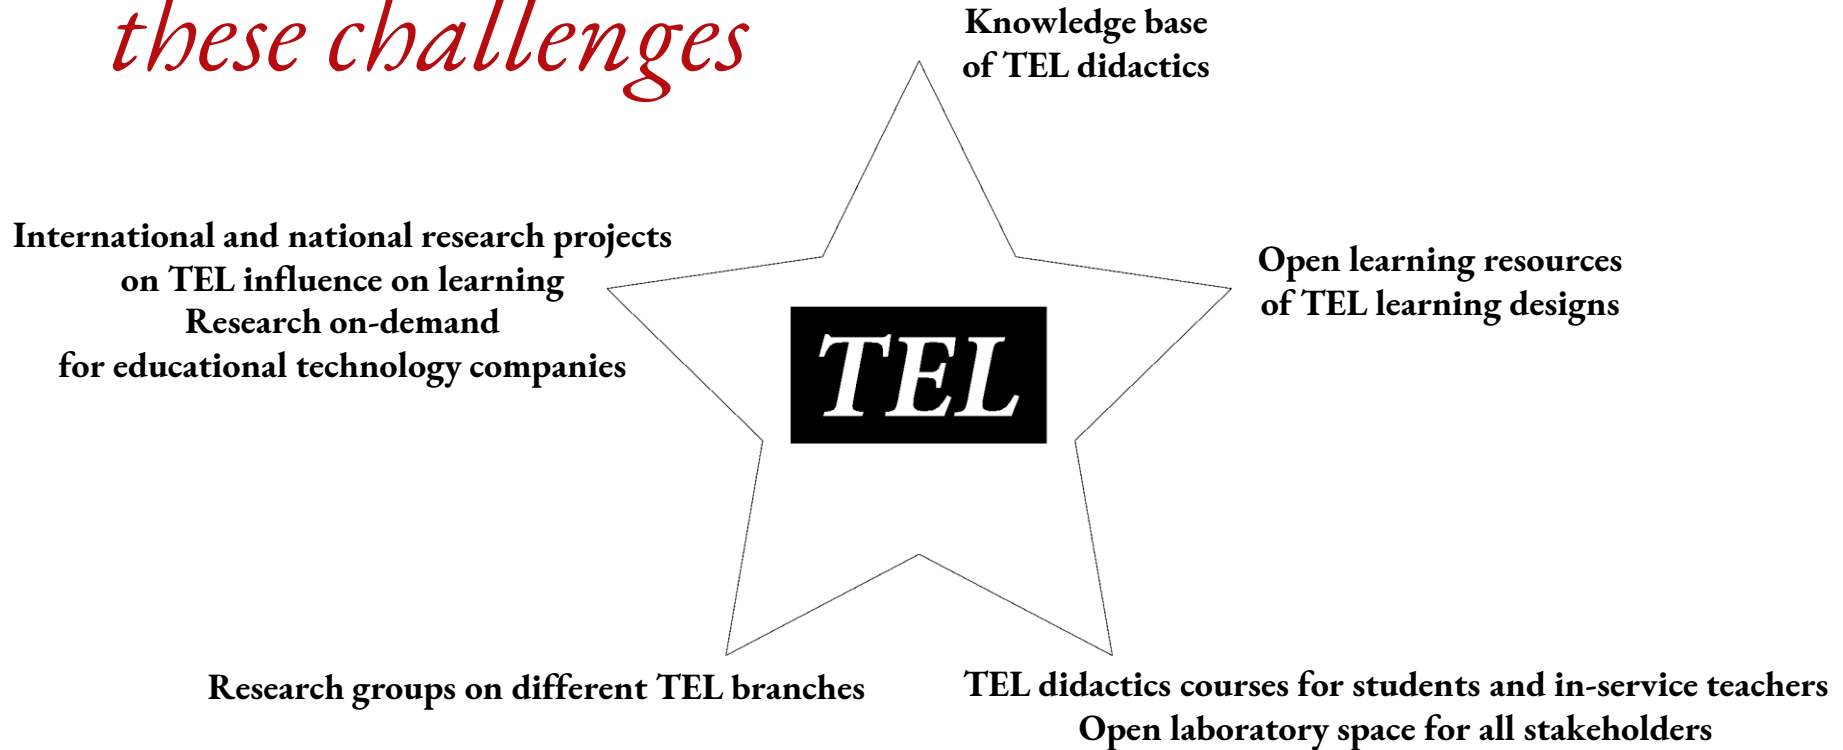 these challenges
Knowledge base
of TEL didactics
International and national research projects
on TEL influence on learning
Research on-demand
for educational technology companies
Open learning resources
of TEL learning designs
TEL
Research groups on different TEL branches
TEL didactics courses for students and in-service teachers
Open laboratory space for all stakeholders